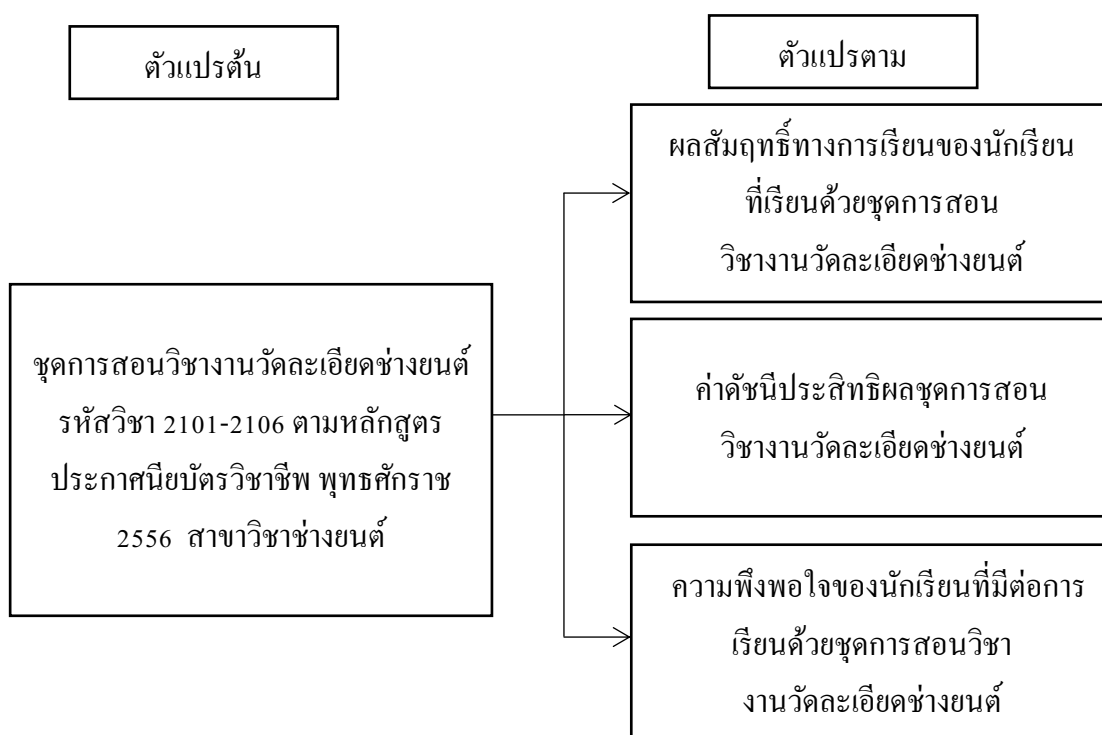 ตัวแปรต้น
ตัวแปรตาม
ชุดการสอนวิชางานวัดละเอียดช่างยนต์
รหัสวิชา 2101-2106 ตามหลักสูตร
ประกาศนียบัตรวิชาชีพ พุทธศักราช
2556 สาขาวิชาช่างยนต์
ผลสัมฤทธิ์ทางการเรียนของนักเรียน
ที่เรียนด้วยชุดการสอน
วิชางานวัดละเอียดช่างยนต์
ค่าดัชนีประสิทธิผลชุดการสอน
วิชางานวัดละเอียดช่างยนต์
ความพึงพอใจของนักเรียนที่มีต่อการ
เรียนด้วยชุดการสอนวิชา
งานวัดละเอียดช่างยนต์